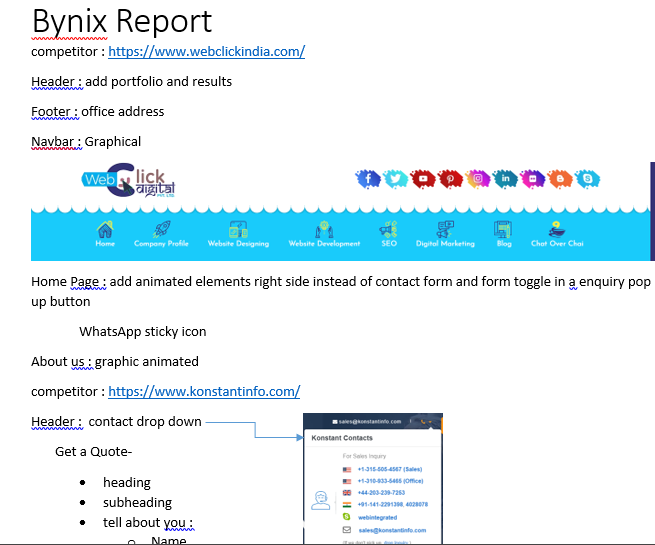 Bynix Report
competitor : https://www.webclickindia.com/
Header : add portfolio and results
Footer : office address
Navbar : Graphical
Web Click
digital
PVT. LTD.
Home Company Profile Website Designing Website Development SEO Digital Marketing Blog Chat Over Chai
Home Page : add animated elements right side instead of contact form and form toggle in a enquiry pop
up button
WhatsApp sticky icon
About us : graphic animated
competitor : https://www.konstantinfo.com/
Header : contact drop down
sales@konstantinfo.com
Konstant Contacts
For Sales Inquiry
+1-315-505-4567 (Sales)
+1-310-933-5465 (Office)
+44-203-239-7253
+91-141-2291398, 4028078
webintegrated
sales@konstantinfo.com
Get a Quote-
• heading
• subheading
• tell about you :
o Name